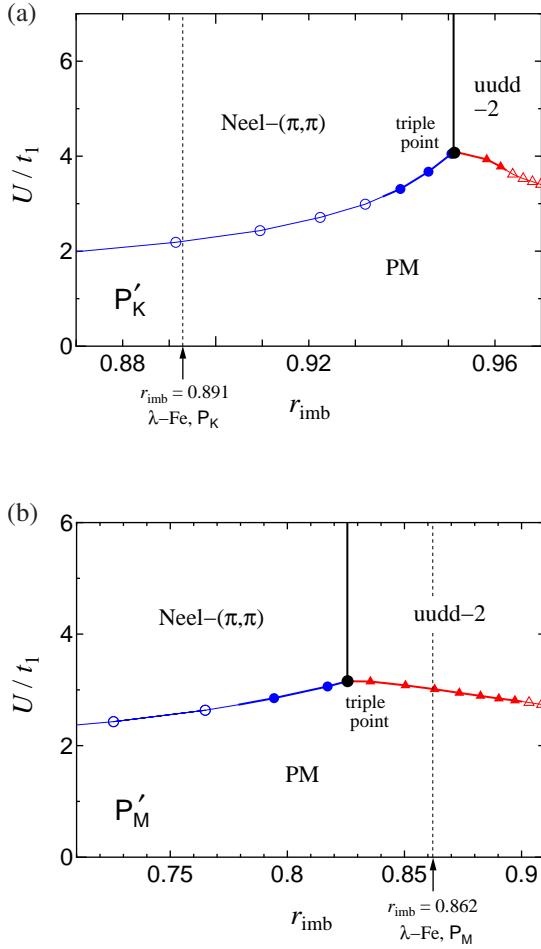 (a)
6
4
2
0
U / t1
Neel−(π,π)
uudd
−2
triple
point
PM
P′K
0.88
0.92
0.96
rimb = 0.891
λ−Fe, PK
rimb
(b)
6
4
2
0
U / t1
Neel−(π,π)
uudd−2
triple
point
PM
P′M
0.75
0.8
0.85
0.9
rimb
rimb = 0.862
λ−Fe, PM